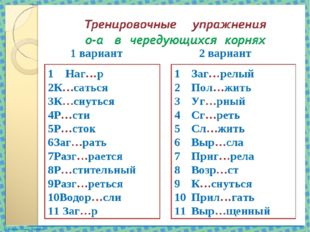 Тренировочные упражнения
о-а в чередующихся корнях
1 вариант
1 Наг…р
2К…саться
3К…снуться
4Р…сти
5Р…сток
6Заг…рать
7Разг…рается
8Р…стительный
9Разг…реться
10Водор…сли
11 Заг…р
2 вариант
1 Заг…релый
2 Пол…жить
3 Уг…рный
4 Сг…реть
5 Сл…жить
6 Выр…сла
7 Приг…рела
8 Возр…ст
9 К…снуться
10 Прил…гать
11 Выр…щенный